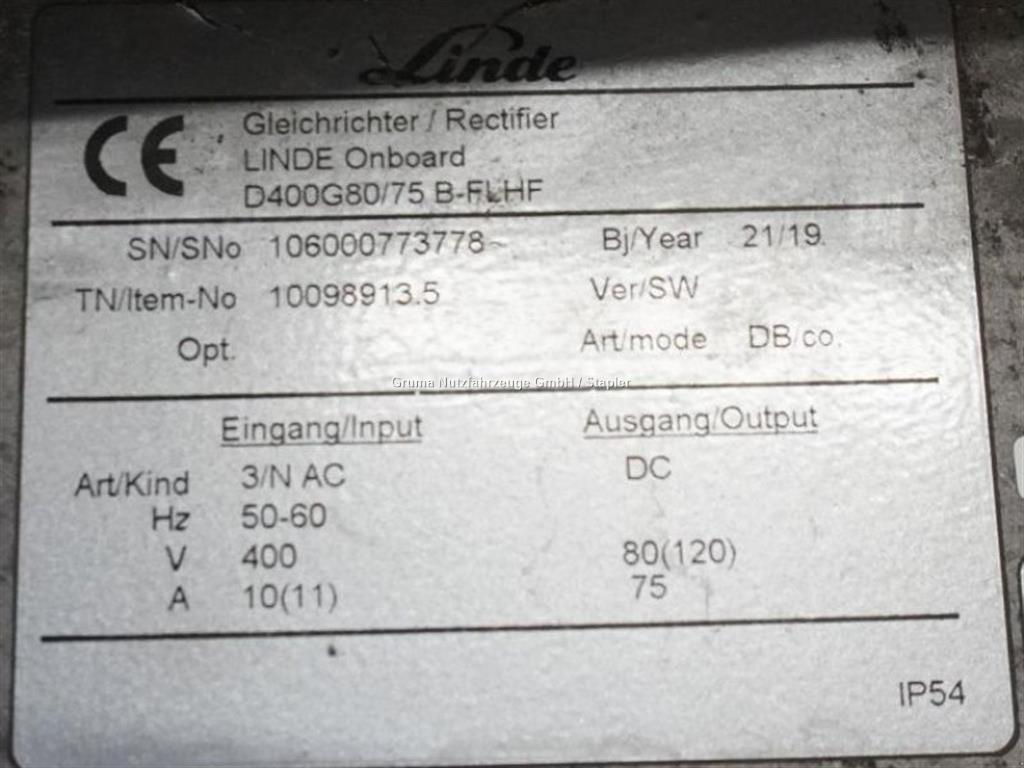 Linde
CE Gleichrichter / Rectifier
LINDE Onboard
D400G80/75 B-FLHF
SN/SNo 106000773778 Bj/Year 21/19
TN/Item-No 10098913.5 Ver/SW
Opt. Art/mode DB/co.
Gruma Nutzfahrzeuge GmbH / Stapler
Eingang/Input Ausgang/Output
Art/Kind 3/N AC DC
Hz 50-60
V 400 80(120)
A 10(11) 75
IP54